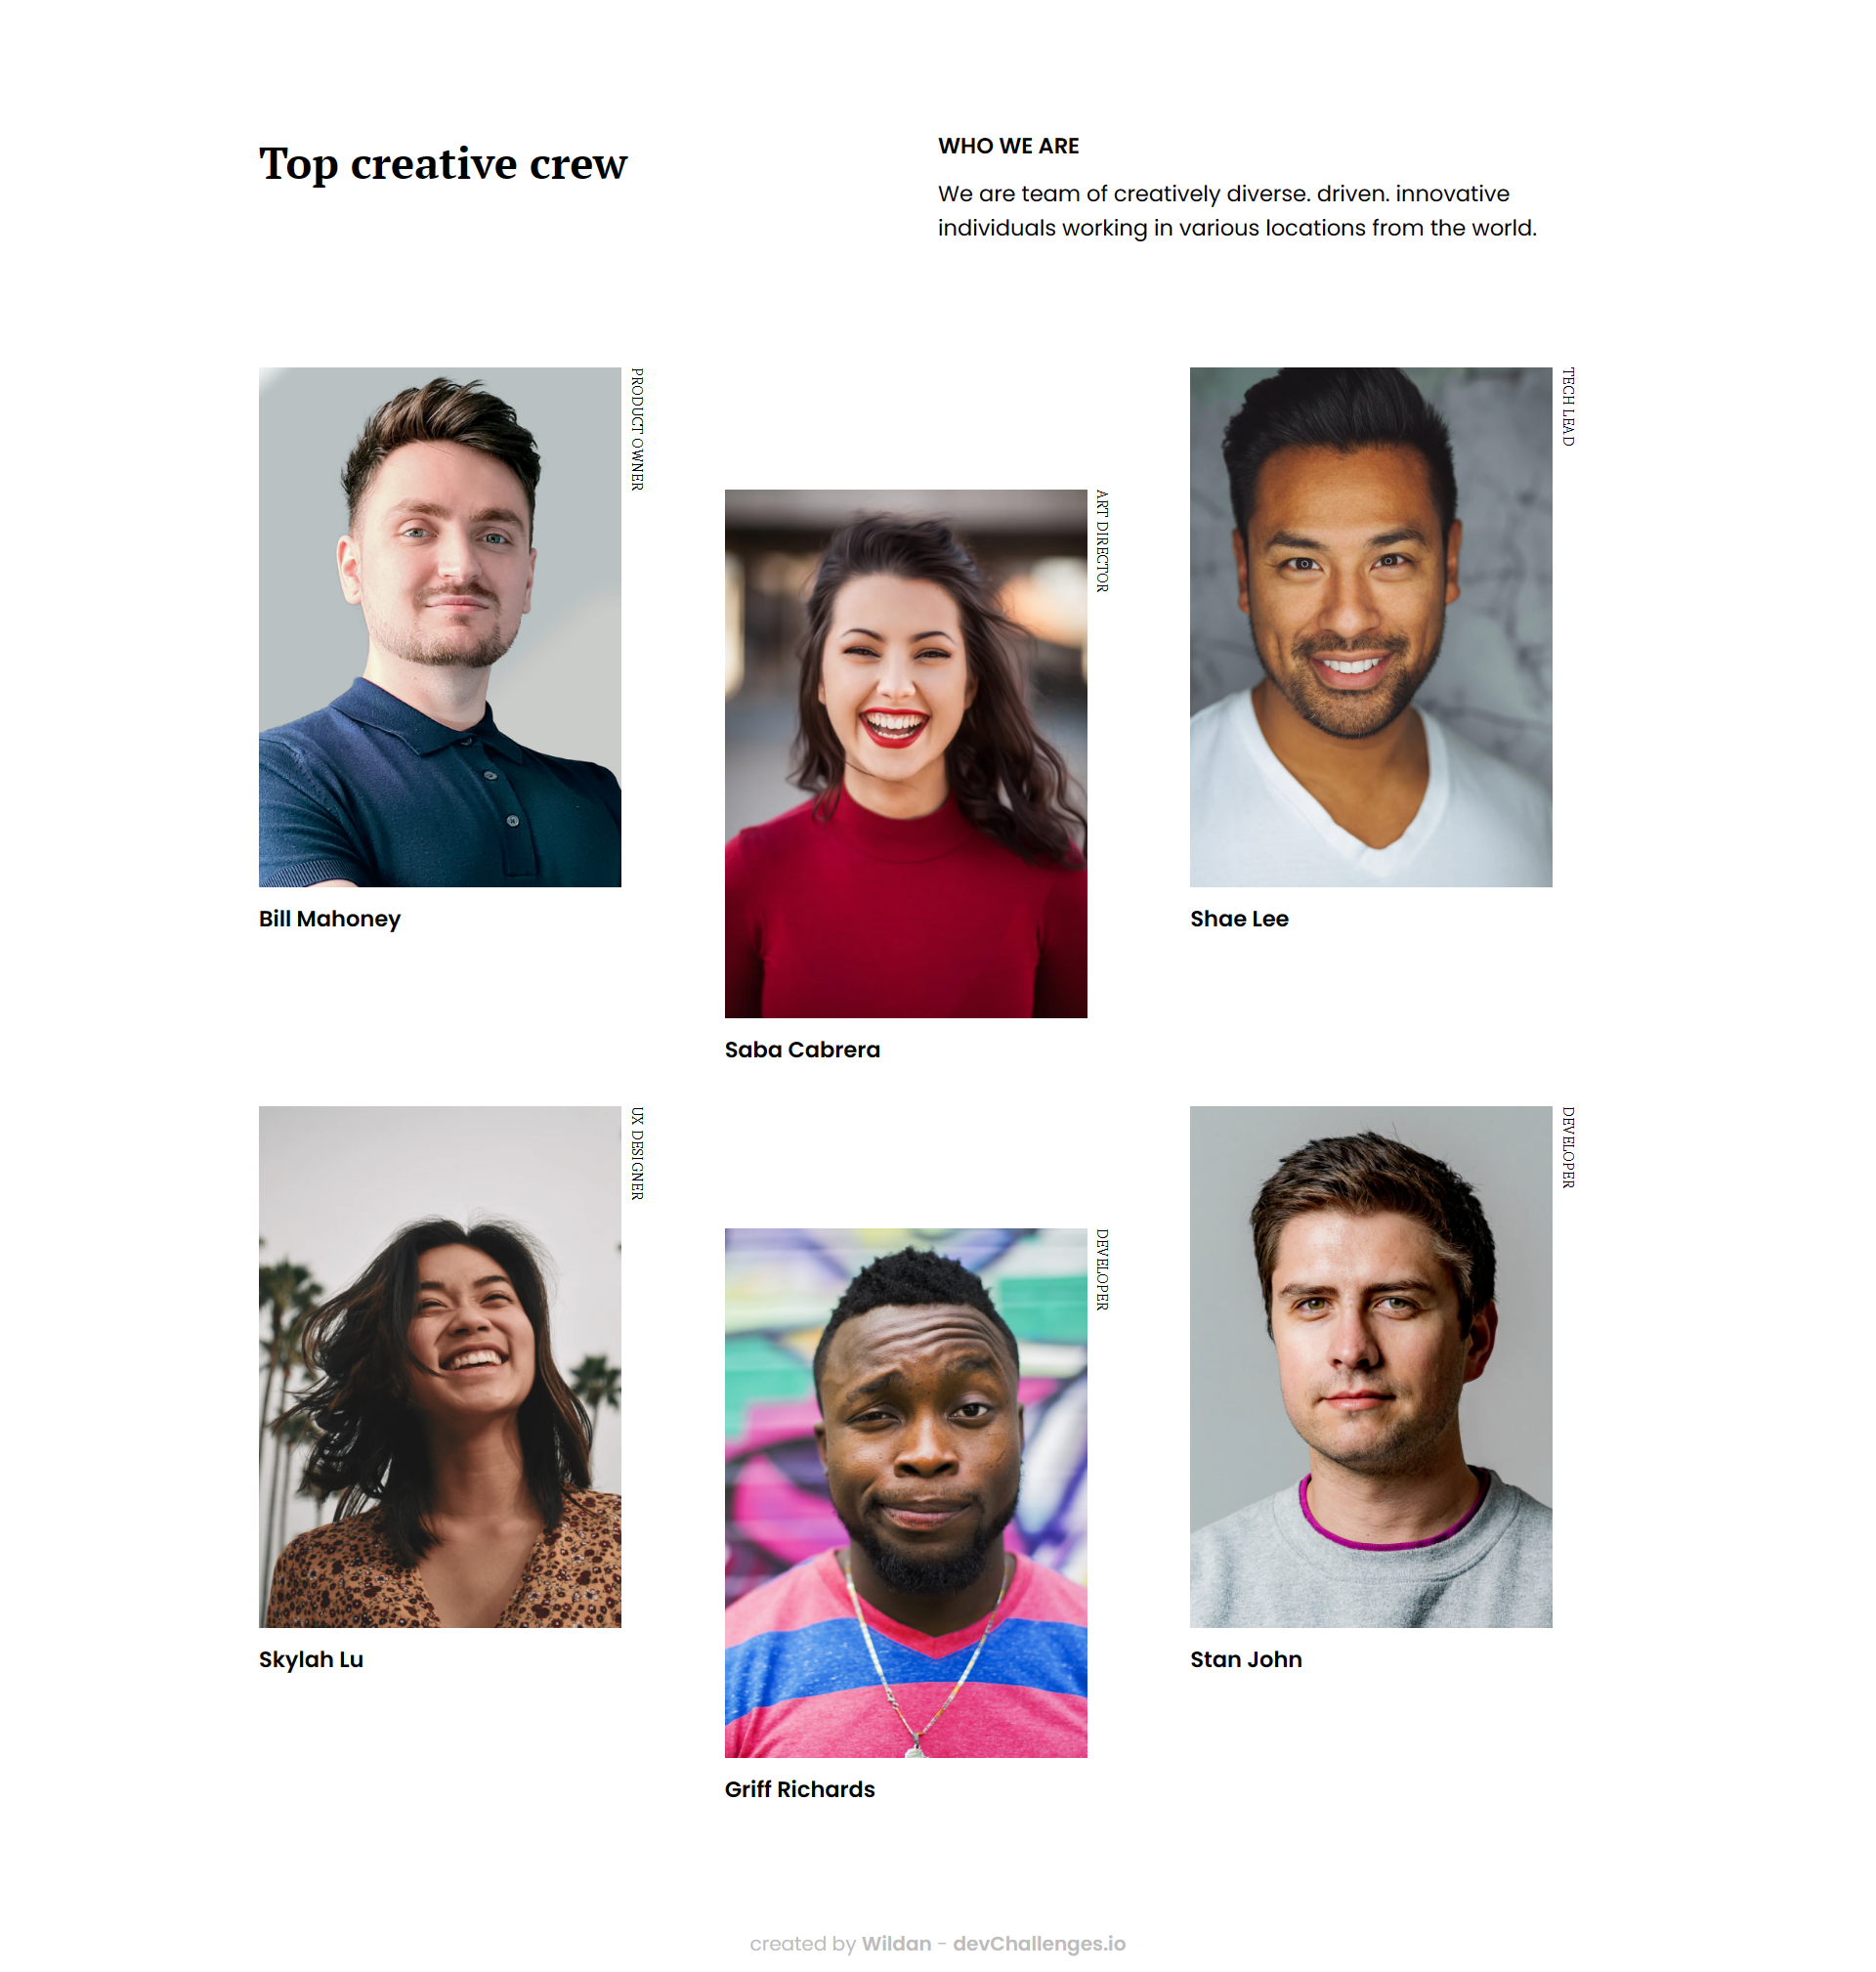 Top creative crew
WHO WE ARE
We are team of creatively diverse. driven. innovative
individuals working in various locations from the world.
PRODUCT OWNER
Bill Mahoney
ART DIRECTOR
Saba Cabrera
TECH LEAD
Shae Lee
UX DESIGNER
Skylah Lu
DEVELOPER
Griff Richards
DEVELOPER
Stan John
created by Wildan - devChallenges.io